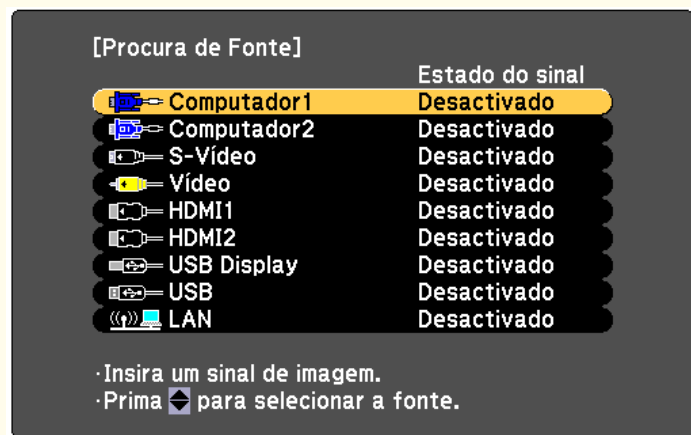 [Procura de Fonte]
Estado do sinal
Computador1 Desactivado
Computador2 Desactivado
S-Vídeo Desactivado
Vídeo Desactivado
HDMI1 Desactivado
HDMI2 Desactivado
USB Display Desactivado
USB Desactivado
LAN Desactivado
·Insira um sinal de imagem.
·Prima para selecionar a fonte.